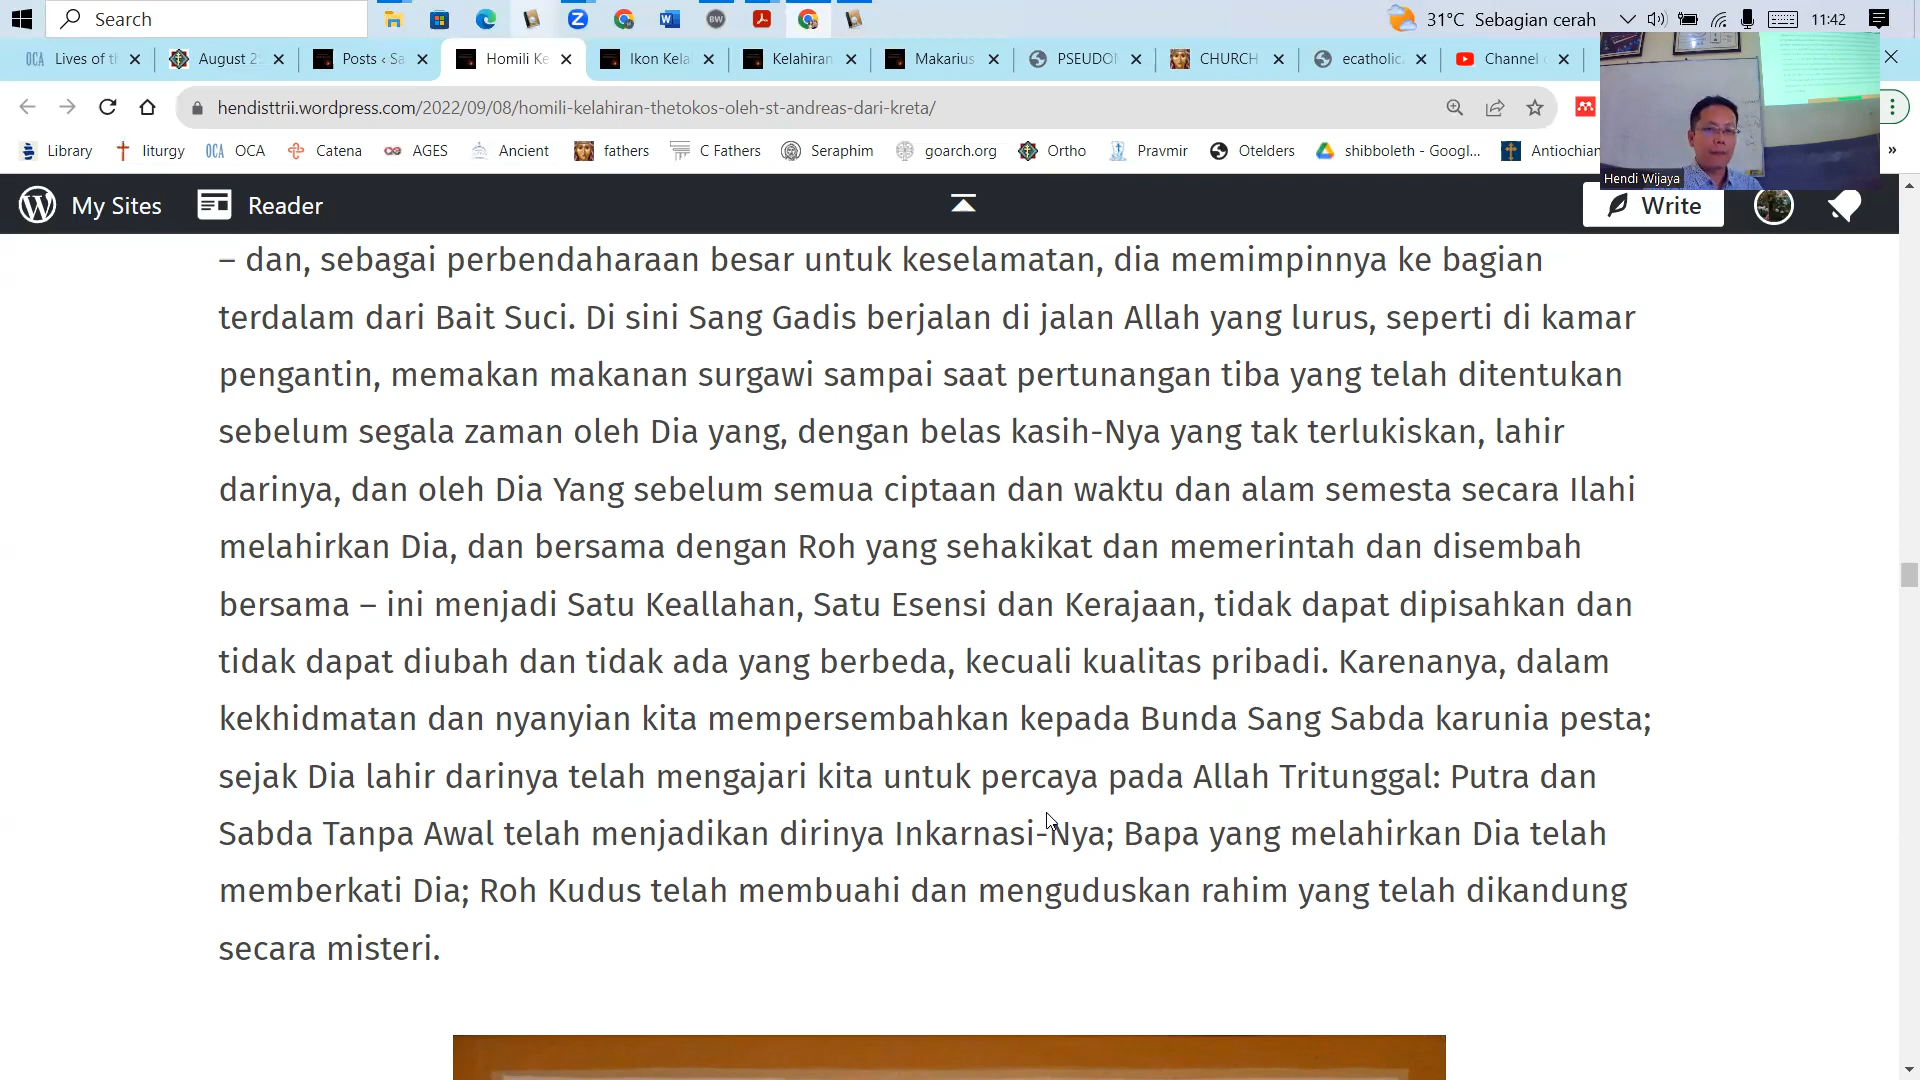 Search
31°C Sebagian cerah
11:42
OCA Lives of t
August 2
Posts ‹ Sa
Homili Ke
Ikon Kela
Kelahiran
Makarius
PSEUDO
CHURCH
ecatholic
Channel
hendisttrii.wordpress.com/2022/09/08/homili-kelahiran-thetokos-oleh-st-andreas-dari-kreta/
Library
liturgy
OCA OCA
Catena
AGES
Ancient
fathers
C Fathers
Seraphim
goarch.org
Ortho
Pravmir
Otelders
shibboleth - Googl...
Antiochian
»
Hendi Wijaya
My Sites
Reader
Write
– dan, sebagai perbendaharaan besar untuk keselamatan, dia memimpinnya ke bagian
terdalam dari Bait Suci. Di sini Sang Gadis berjalan di jalan Allah yang lurus, seperti di kamar
pengantin, memakan makanan surgawi sampai saat pertunangan tiba yang telah ditentukan
sebelum segala zaman oleh Dia yang, dengan belas kasih-Nya yang tak terlukiskan, lahir
darinya, dan oleh Dia Yang sebelum semua ciptaan dan waktu dan alam semesta secara Ilahi
melahirkan Dia, dan bersama dengan Roh yang sehakikat dan memerintah dan disembah
bersama – ini menjadi Satu Keallahan, Satu Esensi dan Kerajaan, tidak dapat dipisahkan dan
tidak dapat diubah dan tidak ada yang berbeda, kecuali kualitas pribadi. Karenanya, dalam
kekhidmatan dan nyanyian kita mempersembahkan kepada Bunda Sang Sabda karunia pesta;
sejak Dia lahir darinya telah mengajari kita untuk percaya pada Allah Tritunggal: Putra dan
Sabda Tanpa Awal telah menjadikan dirinya Inkarnasi-Nya; Bapa yang melahirkan Dia telah
memberkati Dia; Roh Kudus telah membuahi dan menguduskan rahim yang telah dikandung
secara misteri.